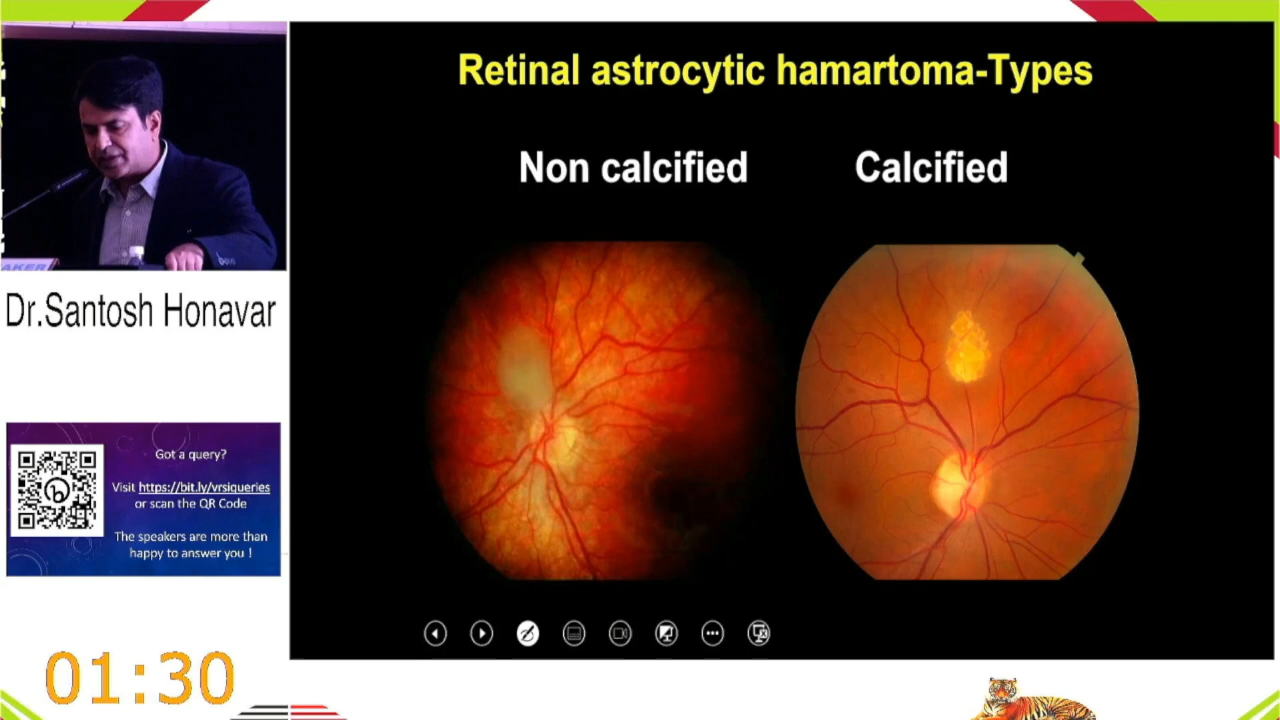 Retinal astrocytic hamartoma-Types
Non calcified
Calcified
AKER
Dr.Santosh Honavar
Got a query?
Visit https://bit.ly/vrsiqueries
or scan the QR Code
The speakers are more than
happy to answer you !
01:30